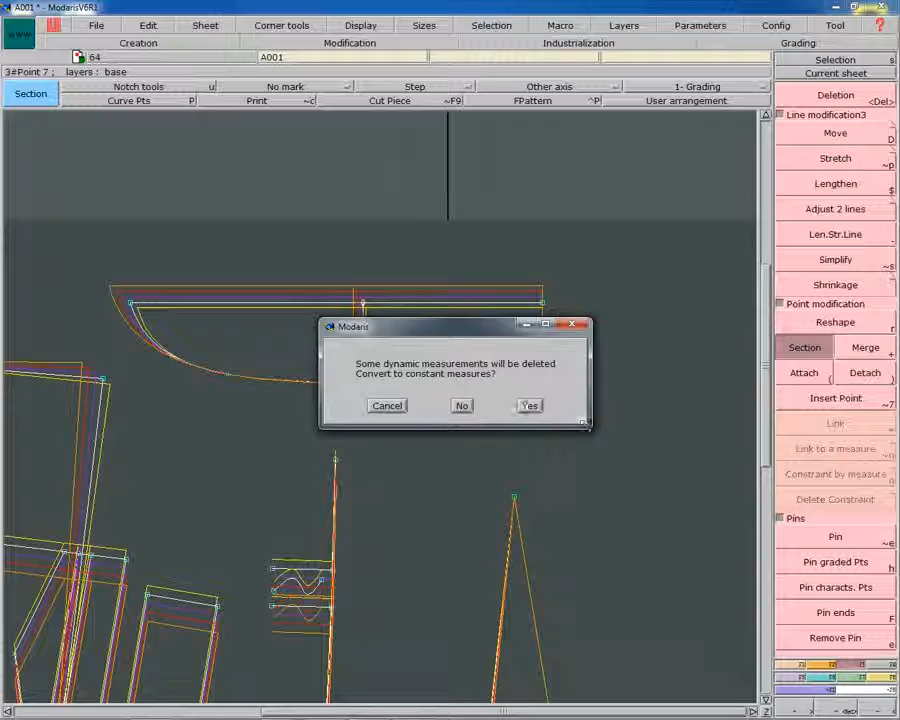 A001 * - ModarisV6R1
File Edit Sheet Corner tools Display Sizes Selection Macro Layers Parameters Config Tool ?
Creation Modification Industrialization Grading
64 A001
3#Point 7 ; layers : base
Section
Notch tools u No mark Step Other axis 1- Grading
Curve Pts P Print ~c Cut Piece ~F9 FPattern ^P User arrangement
Selection s
Current sheet
Deletion <Del>
Line modification3
Move D
Stretch ~p
Lengthen $
Adjust 2 lines
Len.Str.Line -
Simplify ~s
Shrinkage
Point modification
Reshape r
Section Merge +
Attach ( Detach )
Insert Point ~7
Link
Link to a measure
Constraint by measure
Delete Constraint
Pins
Pin ~e
Pin graded Pts h
Pin characts. Pts
Pin ends F
Remove Pin e
Modaris
Some dynamic measurements will be deleted
Convert to constant measures?
Cancel No Yes